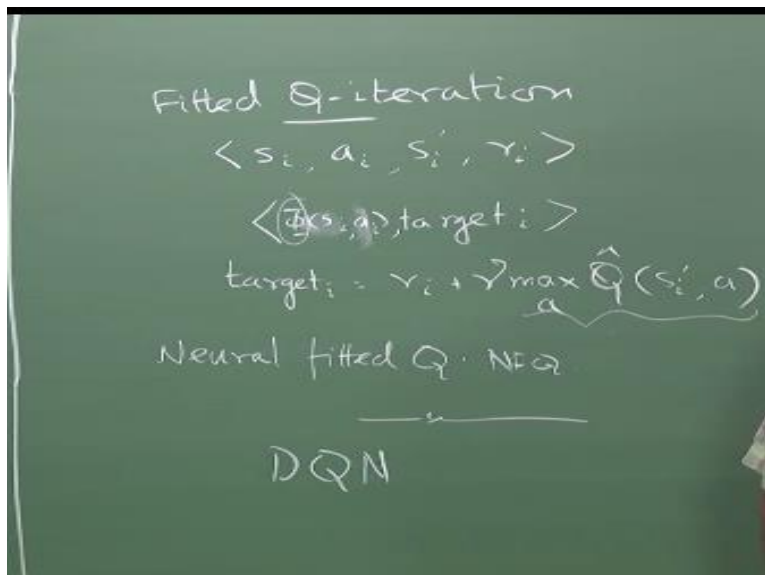 Fitted Q-iteration
< sᵢ, aᵢ, sᵢ', rᵢ >
< Φ(sᵢ, aᵢ), targetᵢ >
targetᵢ = rᵢ + γ max Q̂ (sᵢ', a)
a
Neural fitted Q. NFQ
DQN